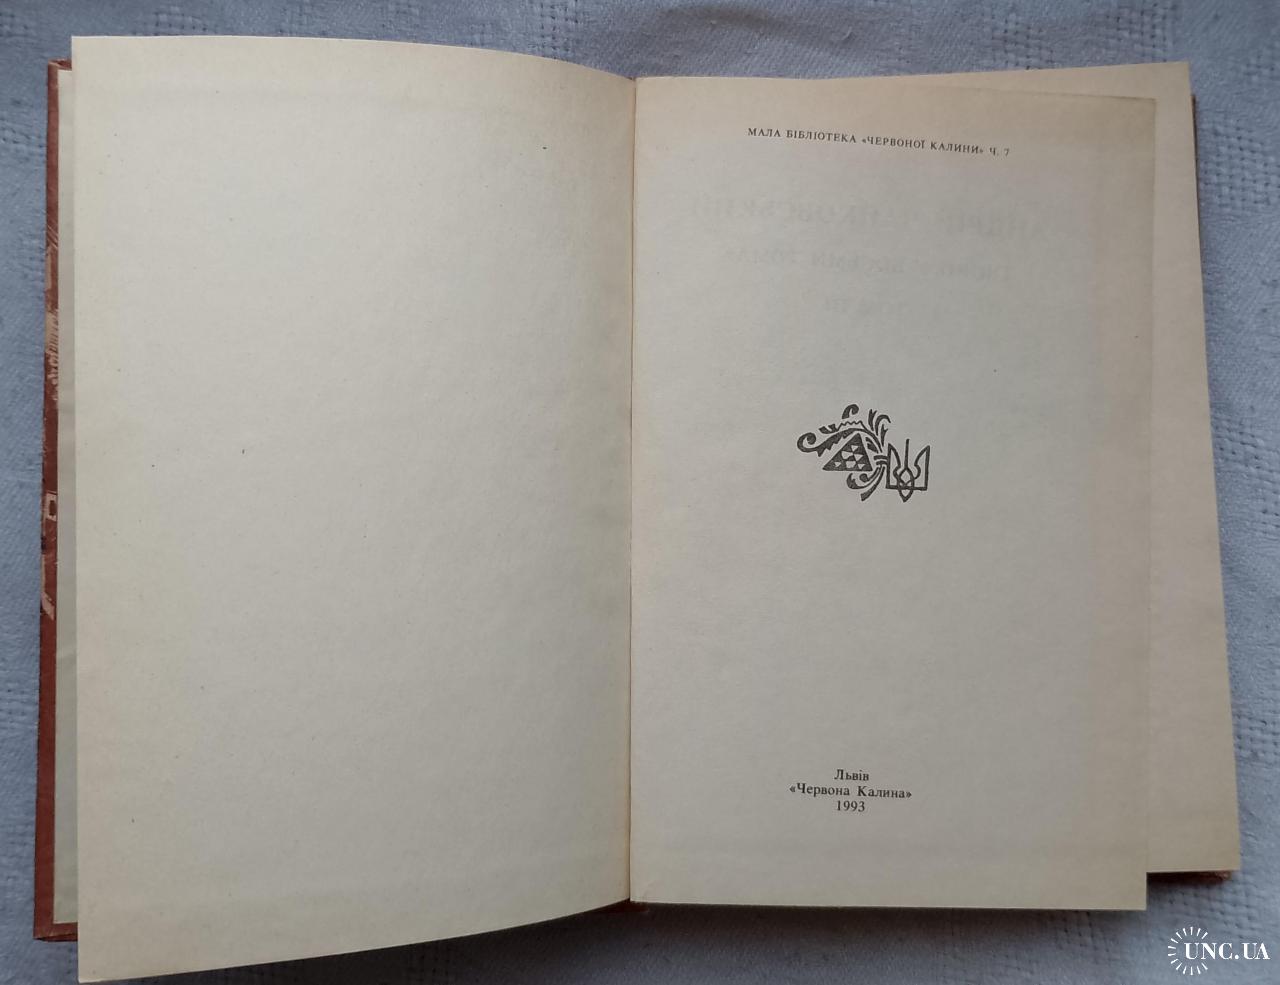 МАЛА БІБЛІОТЕКА «ЧЕРВОНОЇ КАЛИНИ» Ч. 7
Львів
«Червона Калина»
1993
UNC.UA